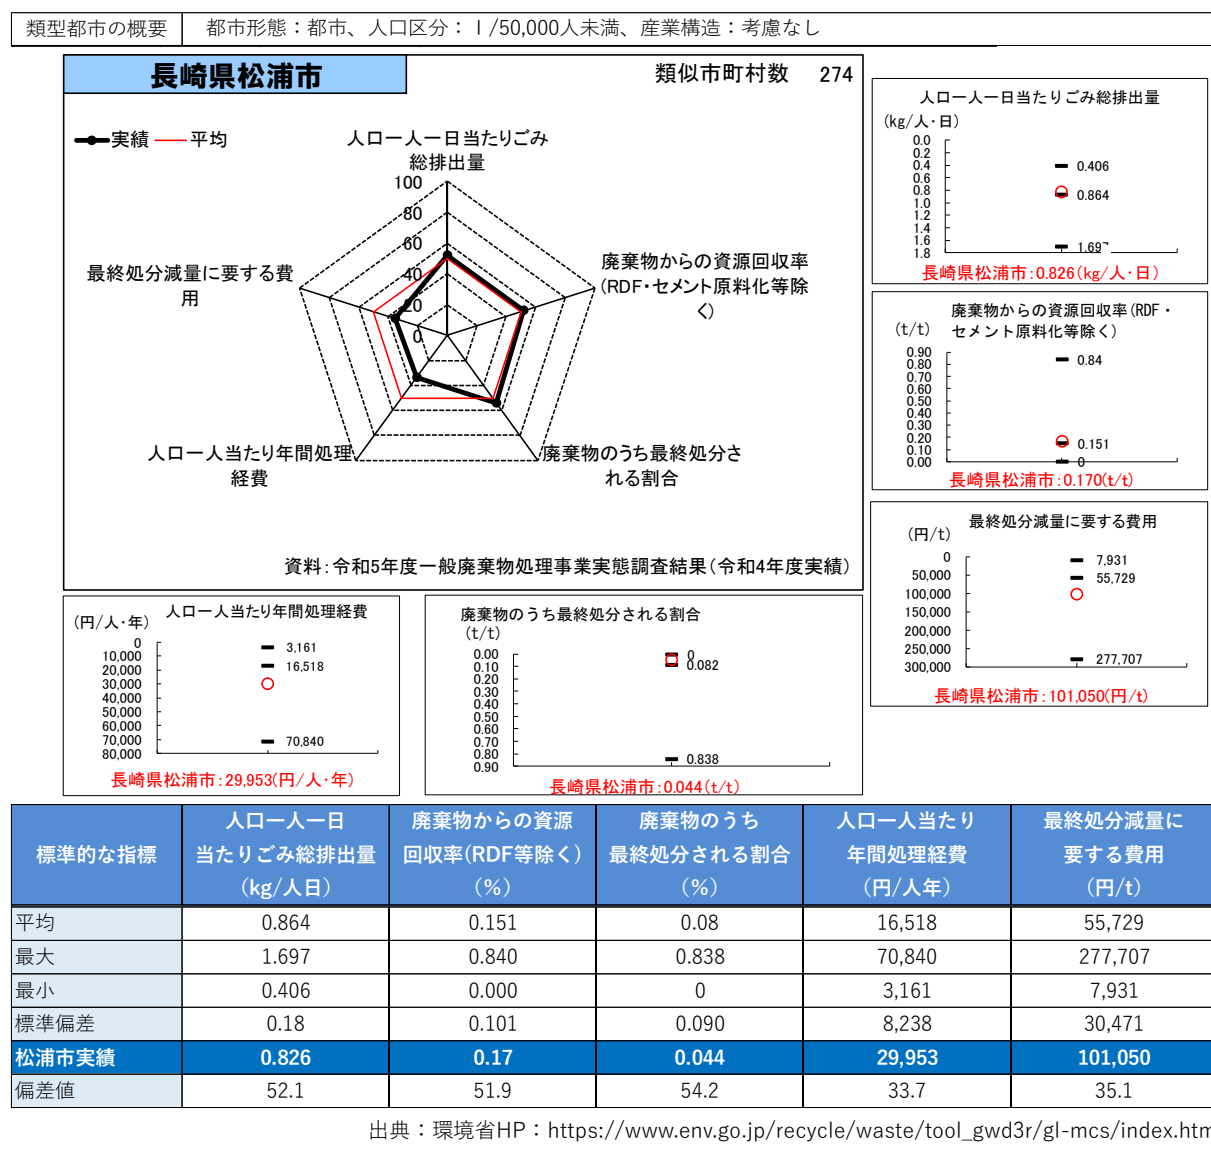 類型都市の概要 都市形態：都市、人口区分：Ⅰ/50,000人未満、産業構造：考慮なし
長崎県松浦市
類似市町村数 274
実績 平均
人口一人一日当たりごみ
総排出量
100
80
60
40
20
0
廃棄物からの資源回収率
(RDF・セメント原料化等除
く)
最終処分減量に要する費
用
人口一人当たり年間処理
経費
廃棄物のうち最終処分さ
れる割合
資料：令和5年度一般廃棄物処理事業実態調査結果(令和4年度実績)
人口一人一日当たりごみ総排出量
(kg/人・日)
0.0
0.2
0.4
0.6
0.8
1.0
1.2
1.4
1.6
1.8
0.406
0.864
1.697
長崎県松浦市：0.826(kg/人・日)
廃棄物からの資源回収率(RDF・
(t/t) セメント原料化等除く)
0.90
0.80
0.70
0.60
0.50
0.40
0.30
0.20
0.10
0.00
0.84
0.151
0
長崎県松浦市：0.170(t/t)
最終処分減量に要する費用
(円/t)
0
50,000
100,000
150,000
200,000
250,000
300,000
7,931
55,729
277,707
長崎県松浦市：101,050(円/t)
人口一人当たり年間処理経費
(円/人・年)
0
10,000
20,000
30,000
40,000
50,000
60,000
70,000
80,000
3,161
16,518
70,840
長崎県松浦市：29,953(円/人・年)
廃棄物のうち最終処分される割合
(t/t)
0.00
0.10
0.20
0.30
0.40
0.50
0.60
0.70
0.80
0.90
0
0.082
0.838
長崎県松浦市：0.044(t/t)
標準的な指標
人口一人一日
当たりごみ総排出量
(kg/人日)
廃棄物からの資源
回収率(RDF等除く)
(%)
廃棄物のうち
最終処分される割合
(%)
人口一人当たり
年間処理経費
(円/人年)
最終処分減量に
要する費用
(円/t)
平均 0.864 0.151 0.08 16,518 55,729
最大 1.697 0.840 0.838 70,840 277,707
最小 0.406 0.000 0 3,161 7,931
標準偏差 0.18 0.101 0.090 8,238 30,471
松浦市実績 0.826 0.17 0.044 29,953 101,050
偏差値 52.1 51.9 54.2 33.7 35.1
出典：環境省HP：https://www.env.go.jp/recycle/waste/tool_gwd3r/gl-mcs/index.htm